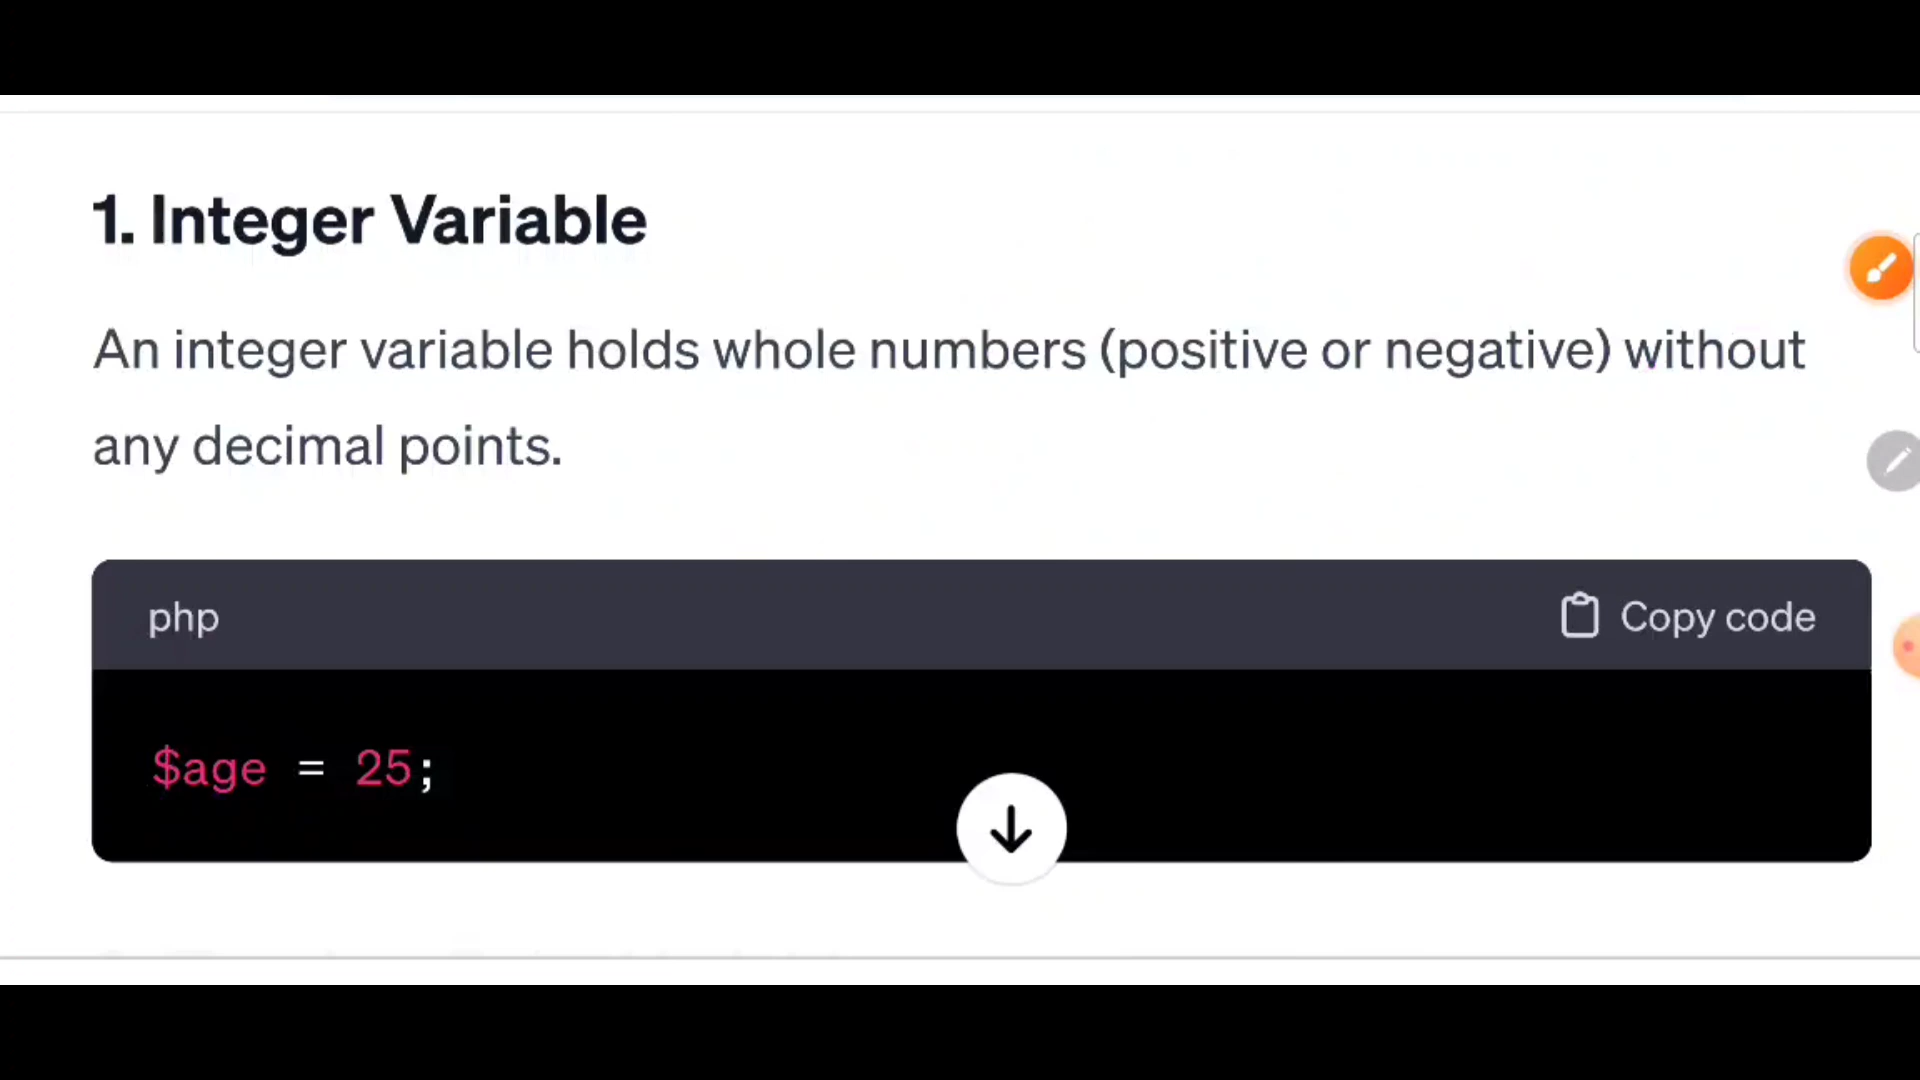 1. Integer Variable
An integer variable holds whole numbers (positive or negative) without
any decimal points.
php
Copy code
$age = 25;